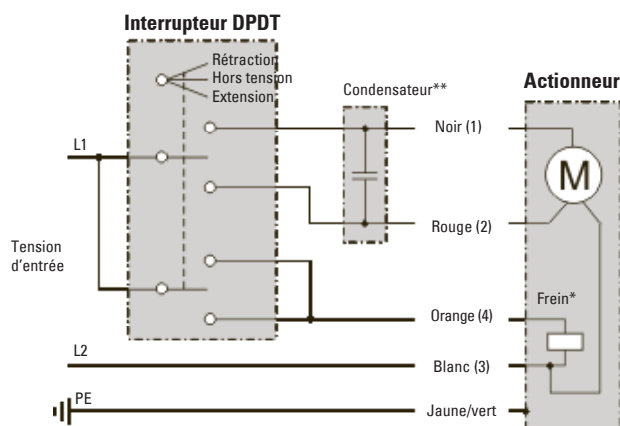 Interrupteur DPDT
Rétraction
Hors tension
Extension
Condensateur**
Actionneur
L1
Noir (1)
M
Rouge (2)
Tension
d'entrée
Frein*
Orange (4)
L2
Blanc (3)
PE
Jaune/vert